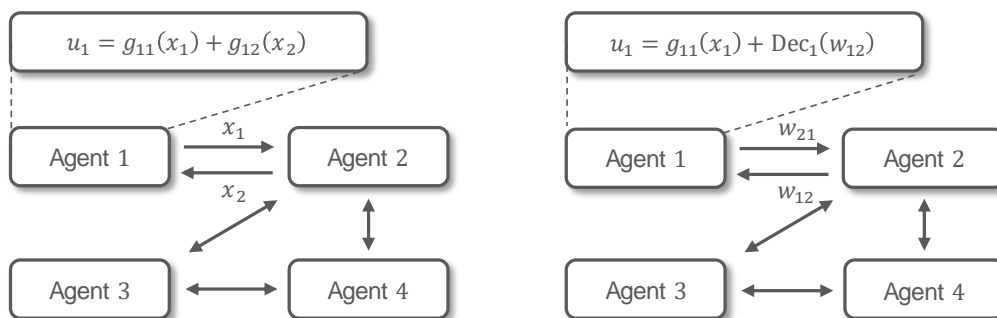 u₁ = g₁₁(x₁) + g₁₂(x₂)
Agent 1
x₁
x₂
Agent 2
Agent 3
Agent 4
u₁ = g₁₁(x₁) + Dec₁(w₁₂)
Agent 1
w₂₁
w₁₂
Agent 2
Agent 3
Agent 4